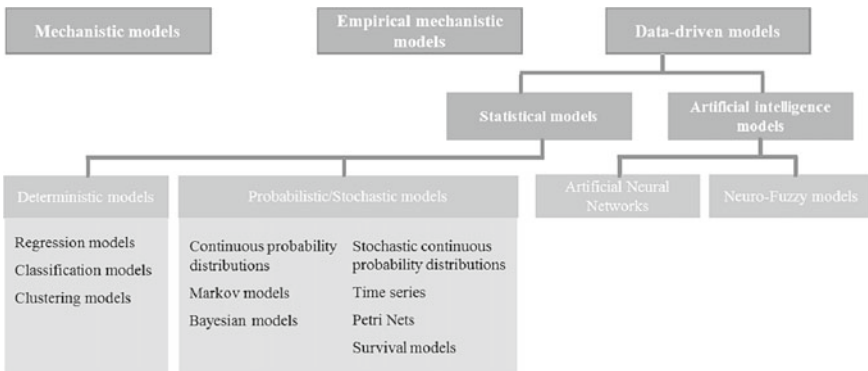 Mechanistic models
Empirical mechanistic
models
Data-driven models
Statistical models
Artificial intelligence
models
Deterministic models
Probabilistic/Stochastic models
Artificial Neural
Networks
Neuro-Fuzzy models
Regression models
Classification models
Clustering models
Continuous probability
distributions
Markov models
Bayesian models
Stochastic continuous
probability distributions
Time series
Petri Nets
Survival models